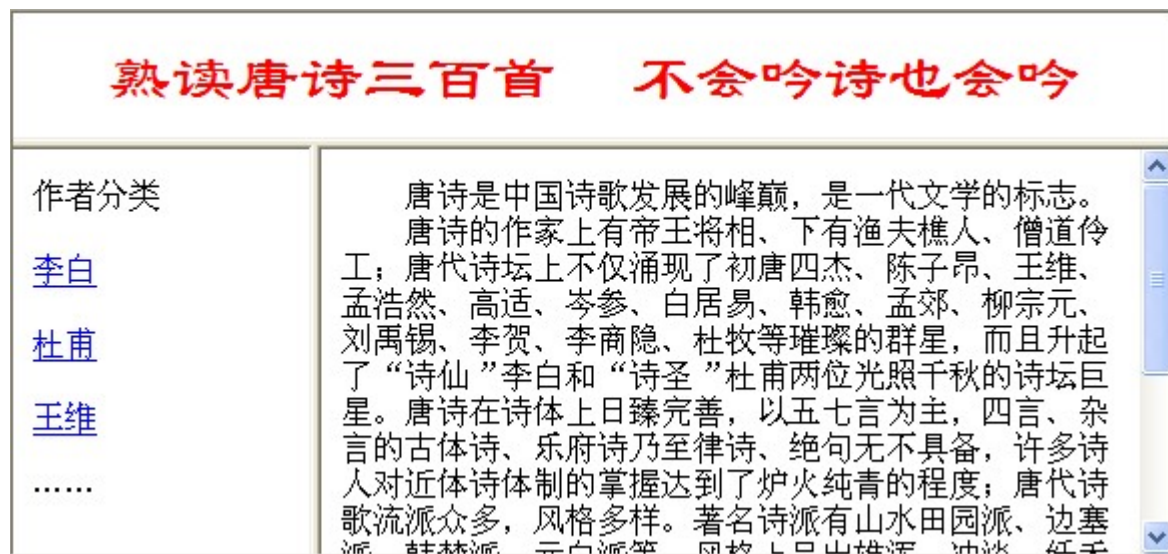 熟读唐诗三百首 不会吟诗也会吟
作者分类
李白
杜甫
王维
……
唐诗是中国诗歌发展的峰巅，是一代文学的标志。
唐诗的作家上有帝王将相、下有渔夫樵人、僧道伶
工；唐代诗坛上不仅涌现了初唐四杰、陈子昂、王维、
孟浩然、高适、岑参、白居易、韩愈、孟郊、柳宗元、
刘禹锡、李贺、李商隐、杜牧等璀璨的群星，而且升起
了“诗仙”李白和“诗圣”杜甫两位光照千秋的诗坛巨
星。唐诗在诗体上日臻完善，以五七言为主，四言、杂
言的古体诗、乐府诗乃至律诗、绝句无不具备，许多诗
人对近体诗体制的掌握达到了炉火纯青的程度；唐代诗
歌流派众多，风格多样。著名诗派有山水田园派、边塞